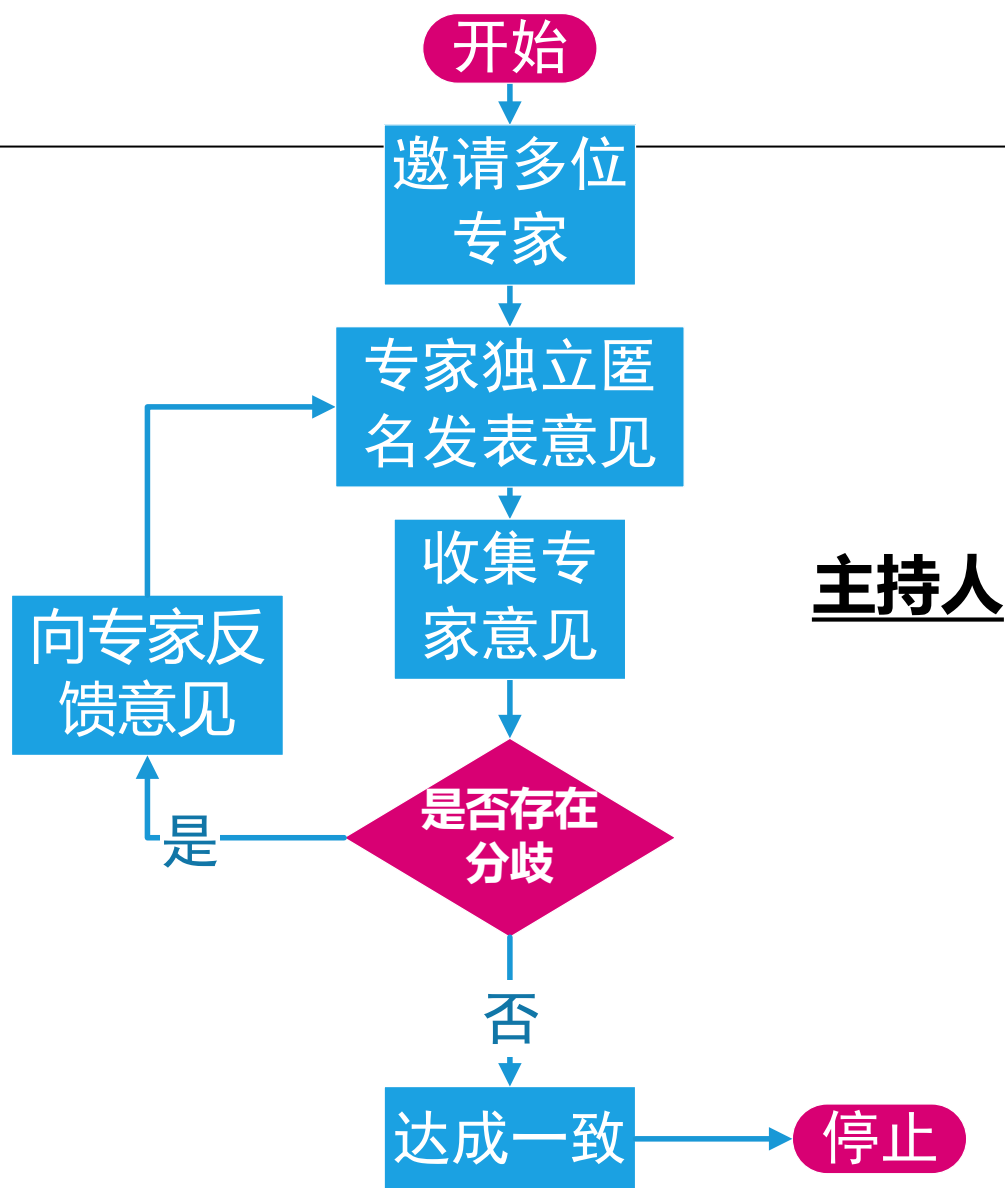 开始
邀请多位
专家
专家独立匿
名发表意见
收集专
家意见
主持人
向专家反
馈意见
是否存在
分歧
是
否
达成一致
停止